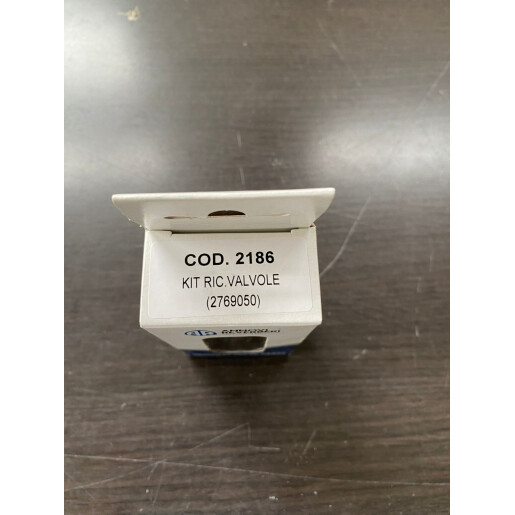 COD. 2186
KIT RIC.VALVOLE
(2769050)